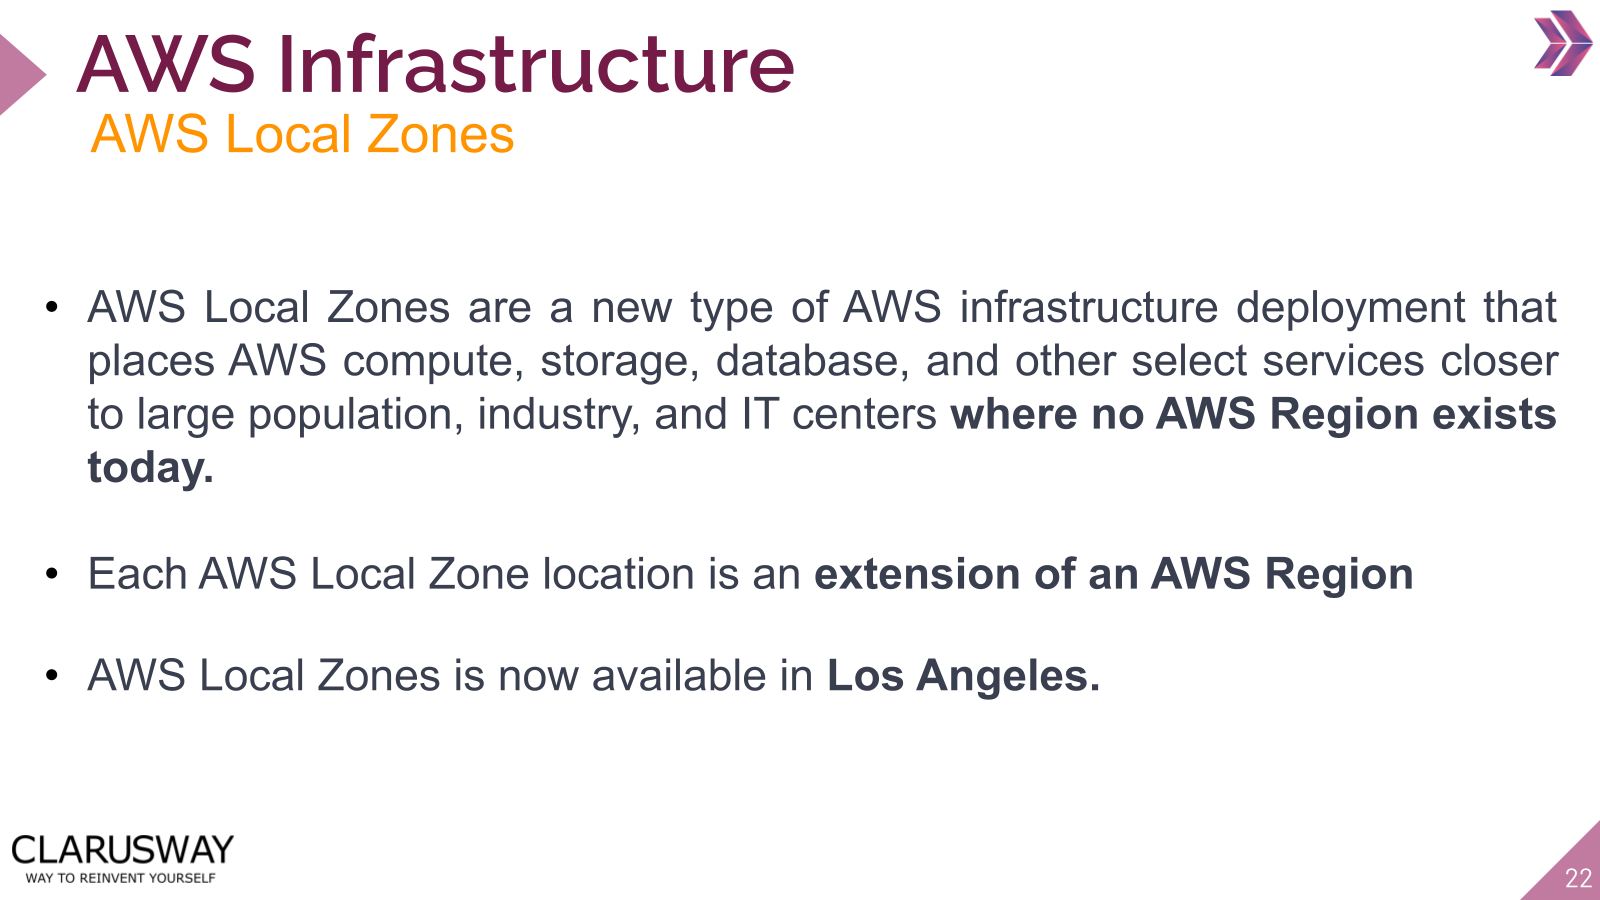 AWS Infrastructure
AWS Local Zones
• AWS Local Zones are a new type of AWS infrastructure deployment that
places AWS compute, storage, database, and other select services closer
to large population, industry, and IT centers where no AWS Region exists
today.
• Each AWS Local Zone location is an extension of an AWS Region
• AWS Local Zones is now available in Los Angeles.
CLARUSWAY
WAY TO REINVENT YOURSELF
22